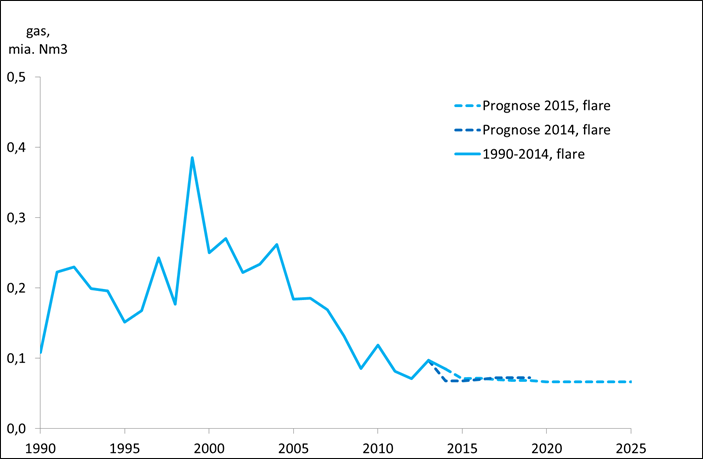 gas,
mia. Nm3
0,5
0,4
0,3
0,2
0,1
0,0
Prognose 2015, flare
Prognose 2014, flare
1990-2014, flare
1990 1995 2000 2005 2010 2015 2020 2025